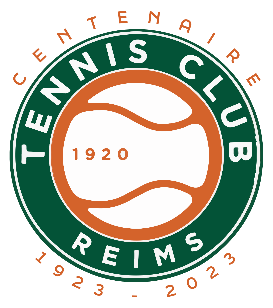 CENTENAIRE
TENNIS CLUB
1920
REIMS
1923 - 2023